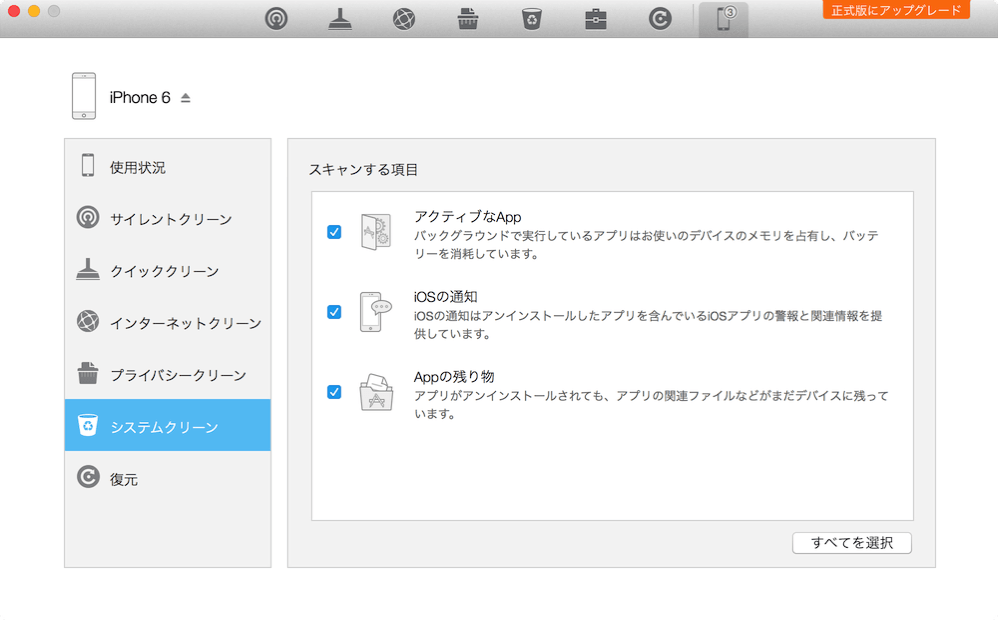 3
正式版にアップグレード
iPhone 6
使用状況
サイレントクリーン
クイッククリーン
インターネットクリーン
プライバシークリーン
システムクリーン
復元
スキャンする項目
アクティブなApp
バックグラウンドで実行しているアプリはお使いのデバイスのメモリを占有し、バッテ
リーを消耗しています。
iOSの通知
iOSの通知はアンインストールしたアプリを含んでいるiOSアプリの警報と関連情報を提
供しています。
Appの残り物
アプリがアンインストールされても、アプリの関連ファイルなどがまだデバイスに残って
います。
すべてを選択